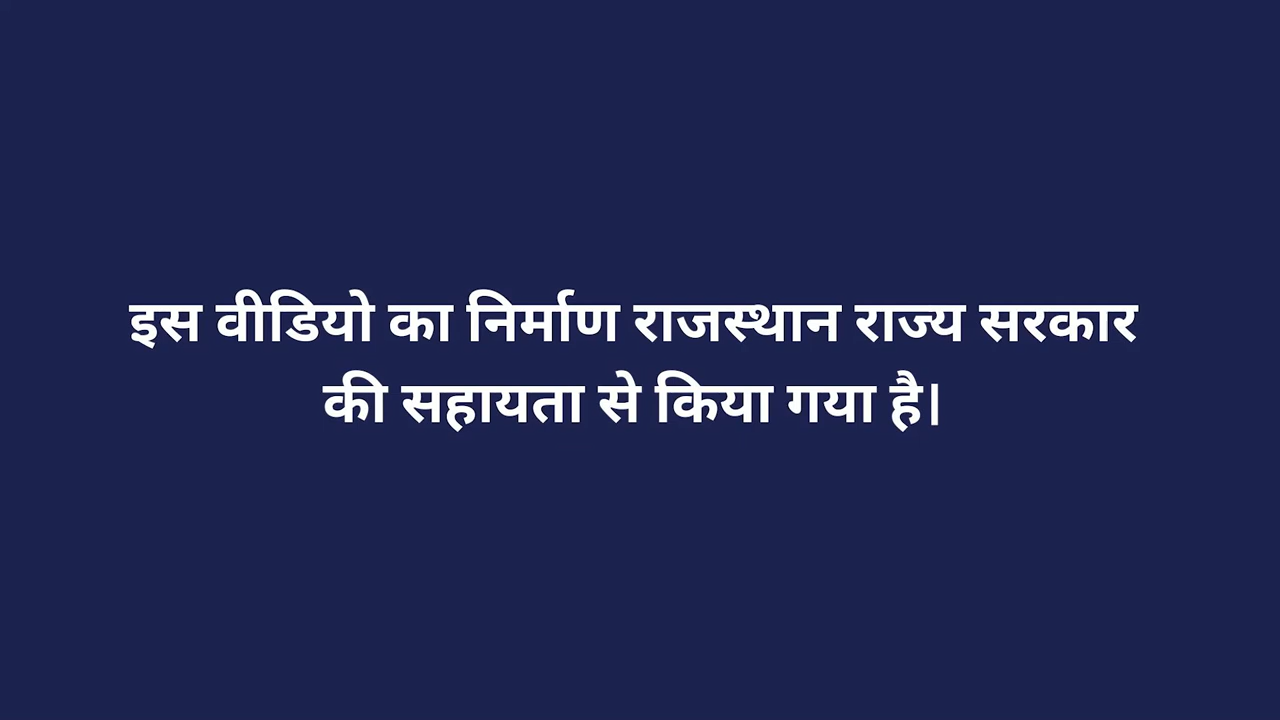 इस वीडियो का निर्माण राजस्थान राज्य सरकार
की सहायता से किया गया है।